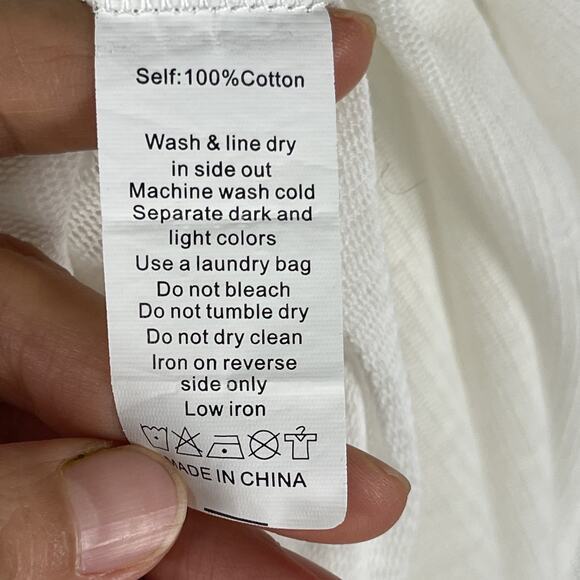 Self:100%Cotton
Wash & line dry
in side out
Machine wash cold
Separate dark and
light colors
Use a laundry bag
Do not bleach
Do not tumble dry
Do not dry clean
Iron on reverse
side only
Low iron
MADE IN CHINA